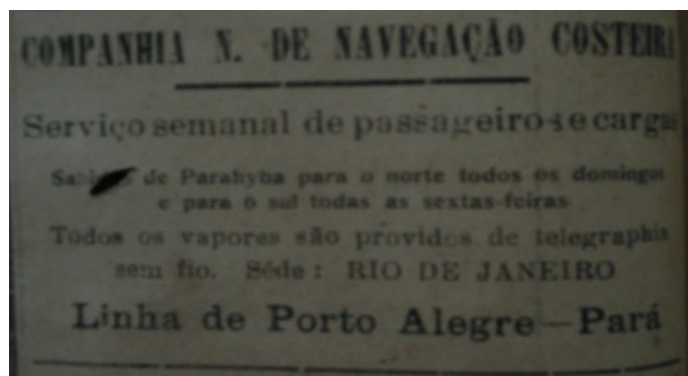 COMPANHIA N. DE NAVEGAÇÃO COSTEIRA
Serviço semanal de passageiro-s e cargas
de Parahyba para o norte todos os domingos
e para o sul todas as sextas-feiras
Todos os vapores são providos de telegraphia
sem fio. Séde: RIO DE JANEIRO
Linha de Porto Alegre—Pará